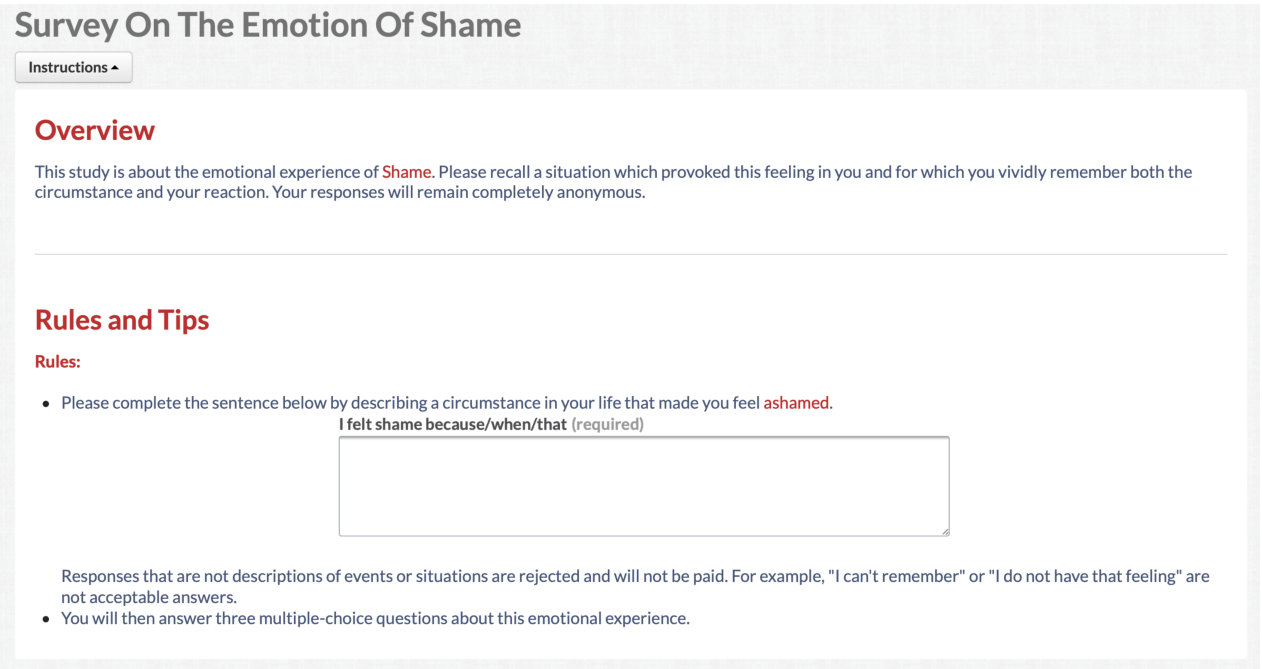 Survey On The Emotion Of Shame
Instructions
Overview
This study is about the emotional experience of Shame. Please recall a situation which provoked this feeling in you and for which you vividly remember both the
circumstance and your reaction. Your responses will remain completely anonymous.
Rules and Tips
Rules:
Please complete the sentence below by describing a circumstance in your life that made you feel ashamed.
I felt shame because/when/that (required)
Responses that are not descriptions of events or situations are rejected and will not be paid. For example, "I can't remember" or "I do not have that feeling" are
not acceptable answers.
You will then answer three multiple-choice questions about this emotional experience.